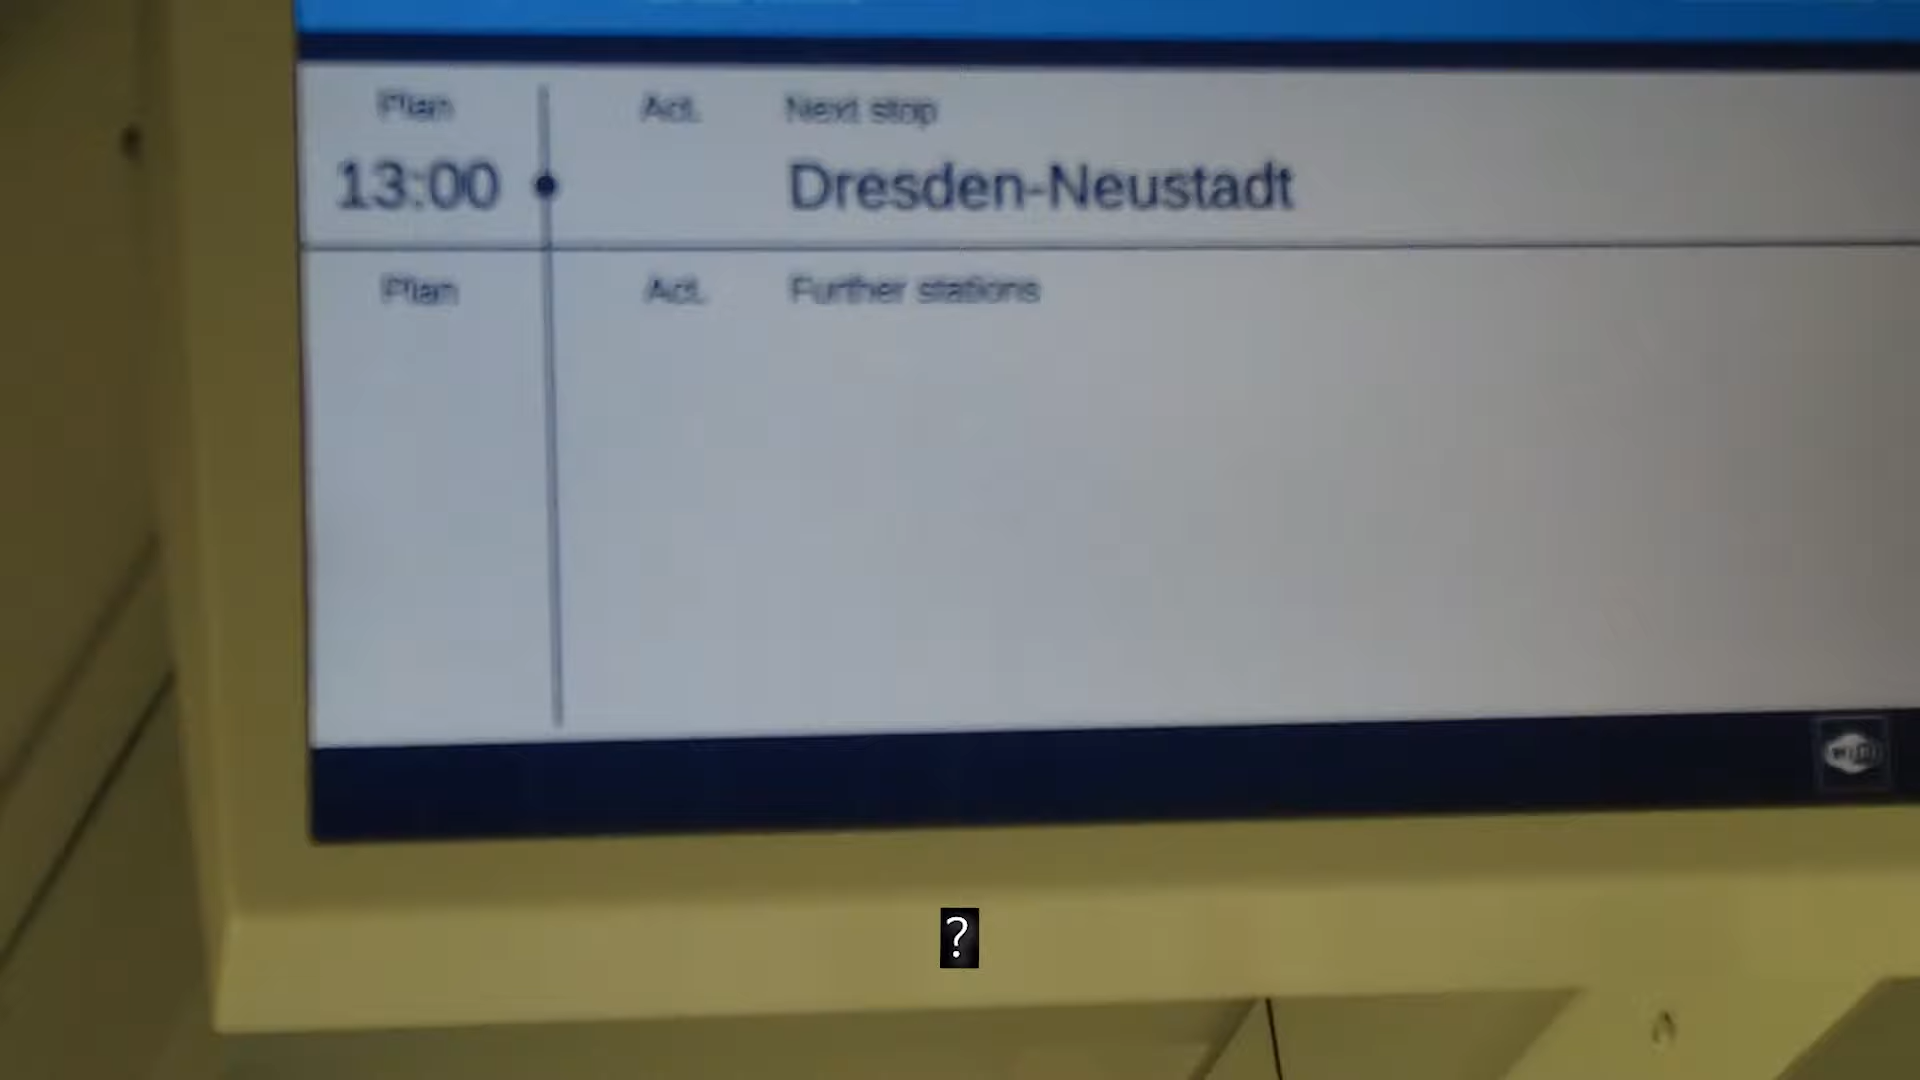 Plan Act. Next stop
13:00 Dresden-Neustadt
Plan Act. Further stations
?